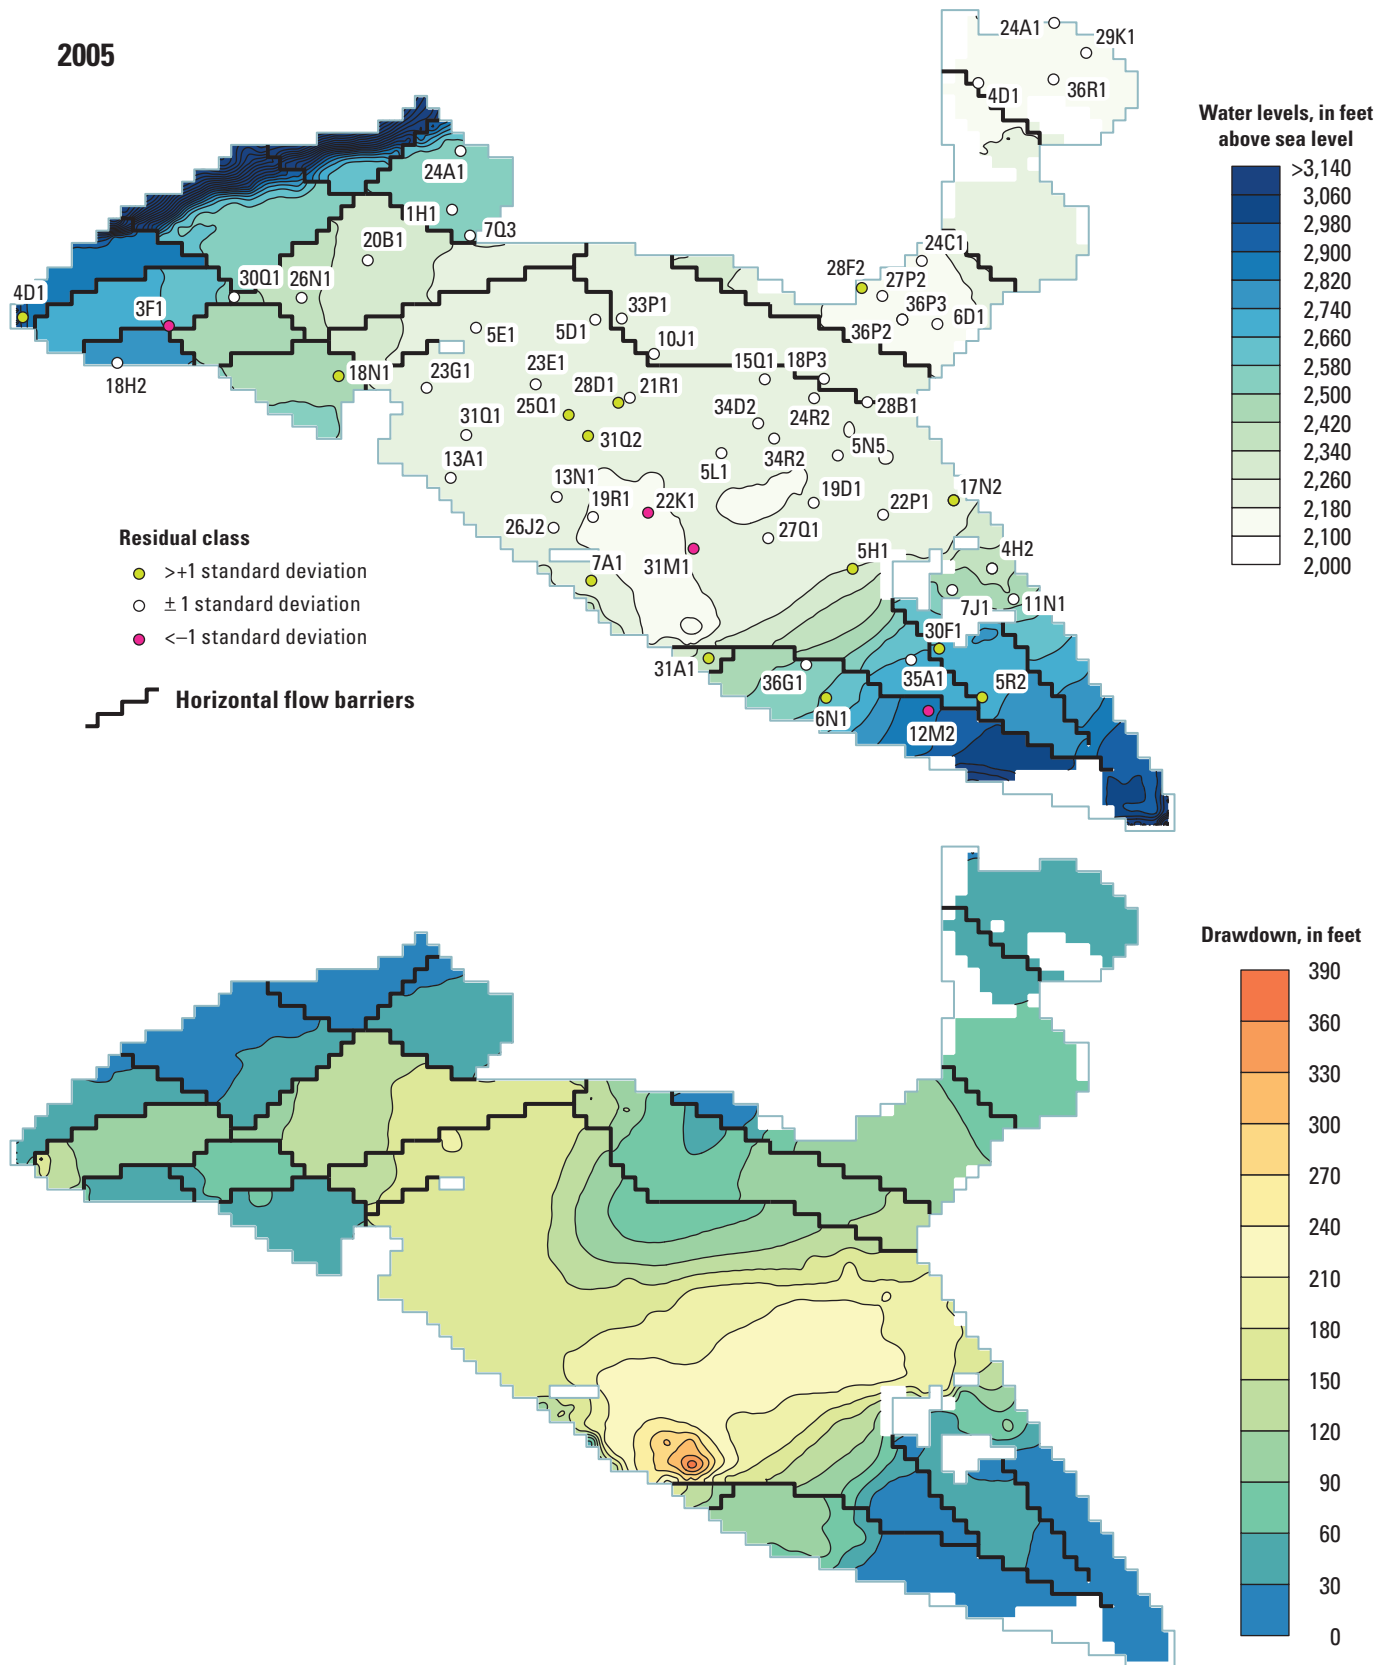 2005
24A1
29K1
36R1
4D1
Water levels, in feet
above sea level
>3,140
3,060
2,980
2,900
2,820
2,740
2,660
2,580
2,500
2,420
2,340
2,260
2,180
2,100
2,000
24A1
1H1
7Q3
20B1
24C1
28F2
27P2
30Q1
26N1
4D1
3F1
33P1
36P3
6D1
5D1
36P2
5E1
10J1
18H2
18N1
23G1
23E1
15Q1
18P3
28D1
21R1
25Q1
34D2
24R2
28B1
31Q1
31Q2
5N5
34R2
13A1
5L1
13N1
19D1
17N2
19R1
22K1
22P1
26J2
27Q1
Residual class
>+1 standard deviation
± 1 standard deviation
<–1 standard deviation
7A1
31M1
5H1
4H2
7J1
11N1
30F1
31A1
36G1
35A1
5R2
6N1
12M2
Horizontal flow barriers
Drawdown, in feet
390
360
330
300
270
240
210
180
150
120
90
60
30
0